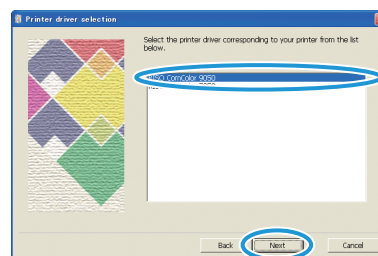 Printer driver selection
Select the printer driver corresponding to your printer from the list
below.
RISO ComColor 9050
Back
Next
Cancel